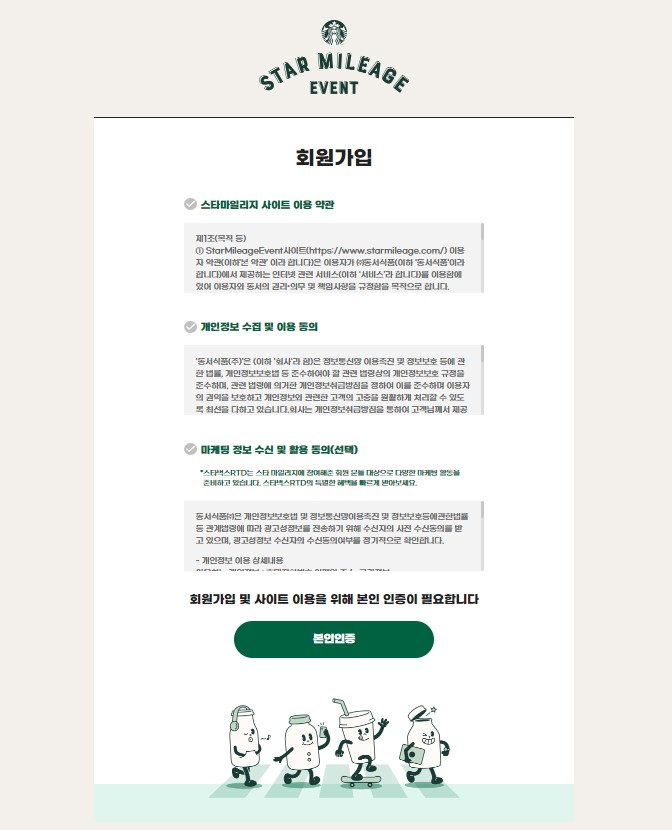 STAR MILEAGE
EVENT
회원가입
스타마일리지 사이트 이용 약관
제1조(목적 등)
① StarMileageEvent사이트(https://www.starmileage.com/) 이용
자 약관(이하'본 약관' 이라 합니다)은 이용자가 ㈜동서식품(이하 '동서식품'이라
합니다)에서 제공하는 인터넷 관련 서비스(이하 '서비스'라 합니다)를 이용함에
있어 이용자와 동서의 권리·의무 및 책임사항을 규정함을 목적으로 합니다.
개인정보 수집 및 이용 동의
'동서식품(주)'은 (이하 '회사'라 함)은 정보통신망 이용촉진 및 정보보호 등에 관
한 법률, 개인정보보호법 등 준수하여야 할 관련 법령상의 개인정보보호 규정을
준수하며, 관련 법령에 의거한 개인정보취급방침을 정하여 이를 준수하며 이용자
의 권익을 보호하고 개인정보와 관련한 고객의 고충을 원활하게 처리할 수 있도
록 최선을 다하고 있습니다.회사는 개인정보취급방침을 통하여 고객님께서 제공
마케팅 정보 수신 및 활용 동의(선택)
*스타벅스RTD는 스타 마일리지에 참여해준 회원 분들 대상으로 다양한 마케팅 활동을
준비하고 있습니다. 스타벅스RTD의 특별한 혜택을 빠르게 받아보세요.
동서식품㈜은 개인정보보호법 및 정보통신망이용촉진 및 정보보호등에관한법률
등 관계법령에 따라 광고성정보를 전송하기 위해 수신자의 사전 수신동의를 받
고 있으며, 광고성정보 수신자의 수신동의여부를 정기적으로 확인합니다.
- 개인정보 이용 상세내용
회원가입 및 사이트 이용을 위해 본인 인증이 필요합니다
본인인증